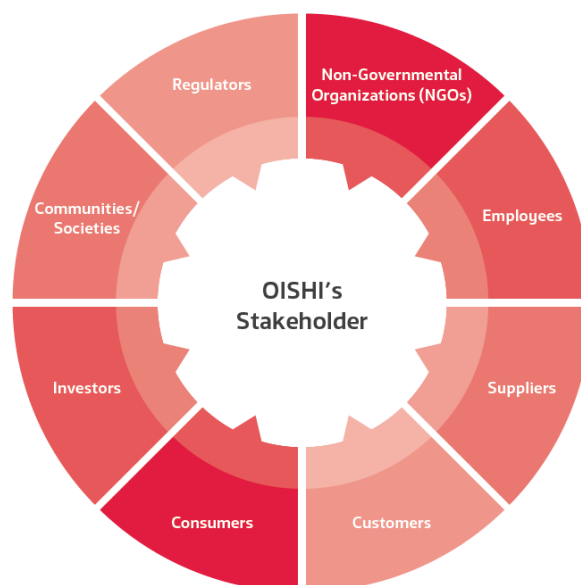 Regulators
Non-Governmental
Organizations (NGOs)
Communities/
Societies
Employees
OISHI's
Stakeholder
Investors
Suppliers
Consumers
Customers